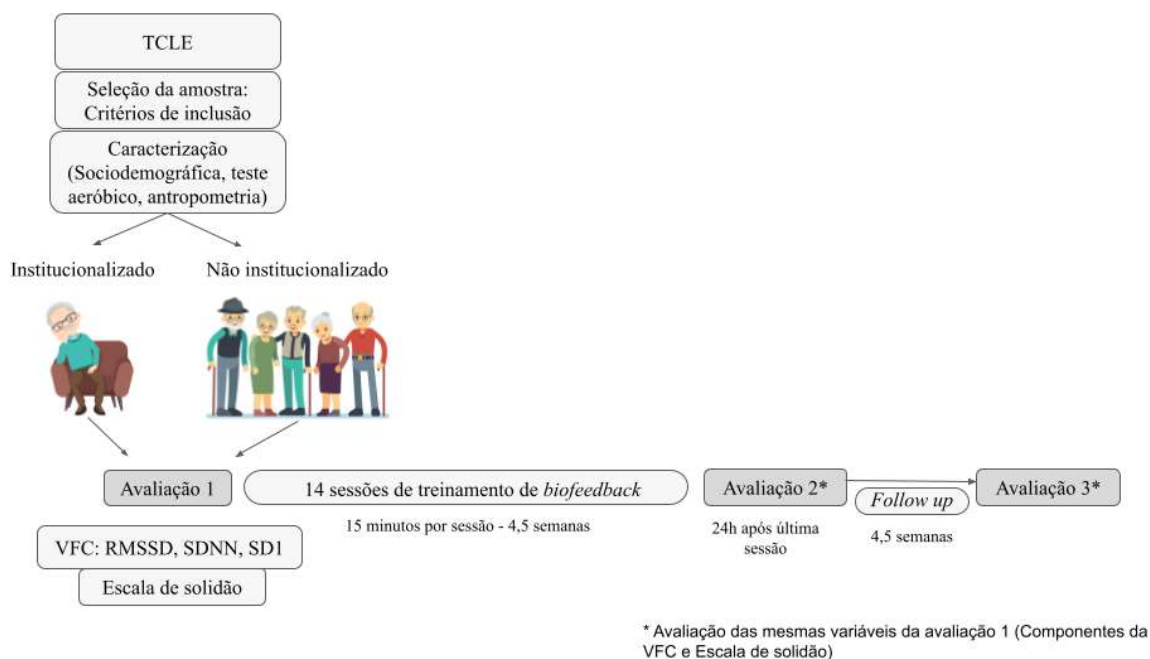 TCLE
Seleção da amostra:
Critérios de inclusão
Caracterização
(Sociodemográfica, teste
aeróbico, antropometria)
Institucionalizado
Não institucionalizado
Avaliação 1
14 sessões de treinamento de biofeedback
15 minutos por sessão - 4,5 semanas
Avaliação 2*
24h após última
sessão
Follow up
4,5 semanas
Avaliação 3*
VFC: RMSSD, SDNN, SD1
Escala de solidão
* Avaliação das mesmas variáveis da avaliação 1 (Componentes da
VFC e Escala de solidão)